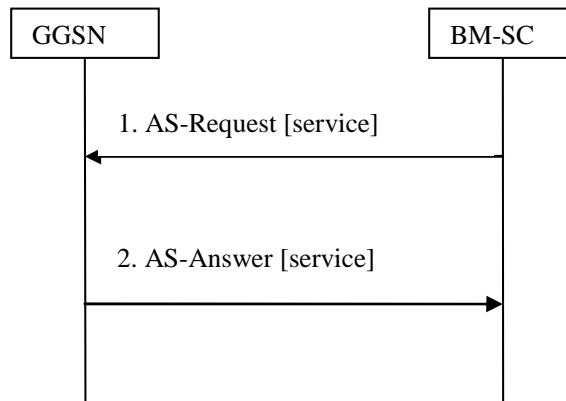 GGSN
BM-SC
1. AS-Request [service]
2. AS-Answer [service]